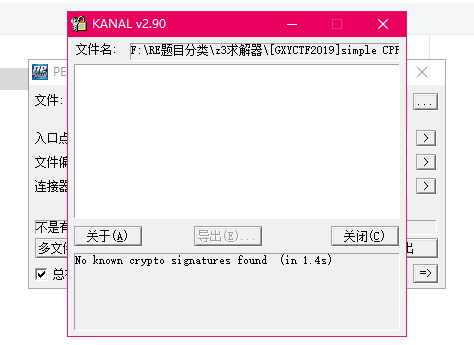 KANAL v2.90
文件名:
F:\RE题目分类\z3求解器\[GXYCTF2019]simple CPP
PE
文件:
...
入口点
>
文件偏
>
连接器
>
不是有
关于(A)
导出(E)...
关闭(C)
多文件
出
No known crypto signatures found (in 1.4s)
总在
=>